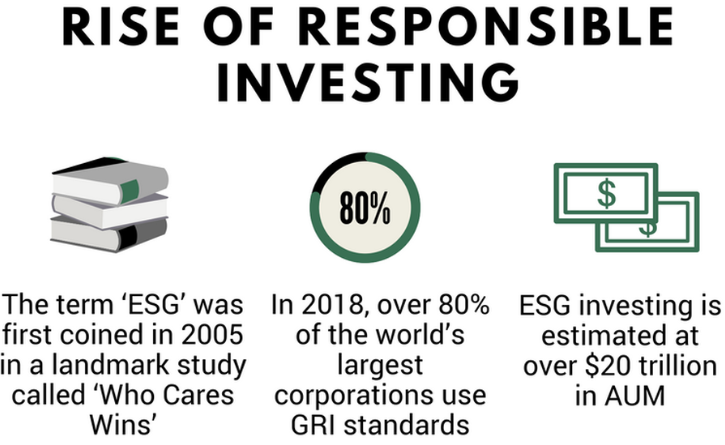 RISE OF RESPONSIBLE
INVESTING
80%
$
$
The term ‘ESG’ was
first coined in 2005
in a landmark study
called ‘Who Cares
Wins’
In 2018, over 80%
of the world’s
largest
corporations use
GRI standards
ESG investing is
estimated at
over $20 trillion
in AUM